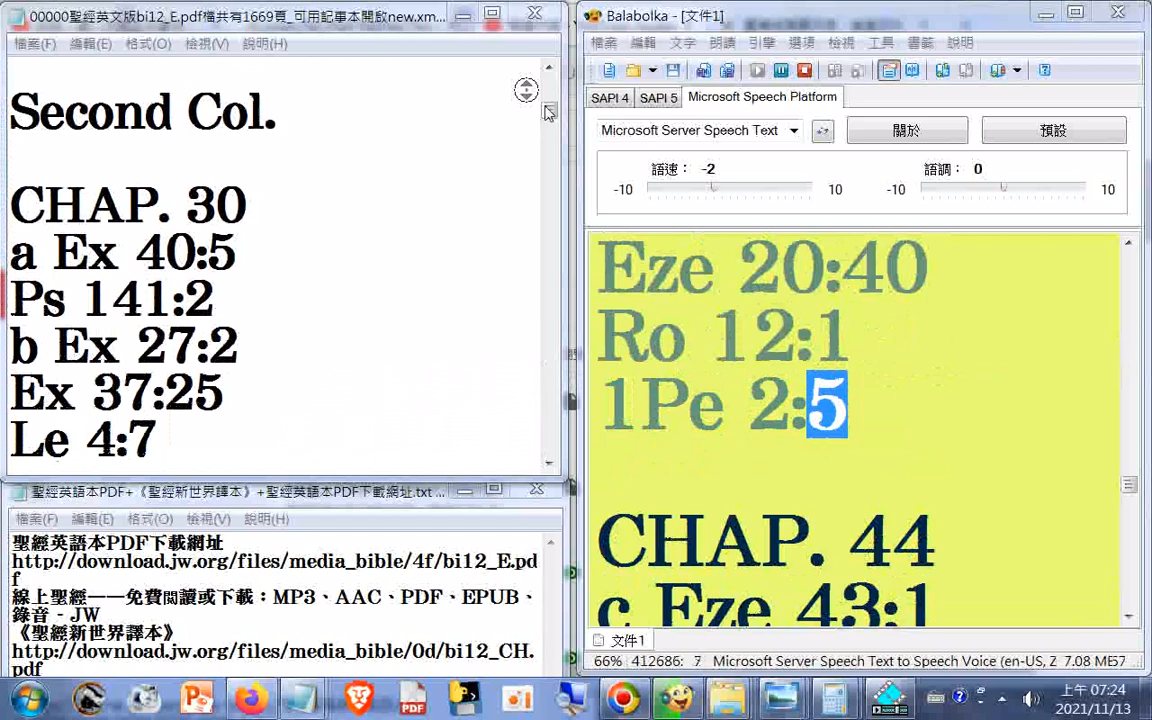 00000聖經英文版bi12_E.pdf檔共有1669頁_可用記事本開啟new.xm...
檔案(F) 編輯(E) 格式(O) 檢視(V) 說明(H)
Second Col.
CHAP. 30
a Ex 40:5
Ps 141:2
b Ex 27:2
Ex 37:25
Le 4:7
聖經英語本PDF+《聖經新世界譯本》+聖經英語本PDF下載網址.txt ...
檔案(F) 編輯(E) 格式(O) 檢視(V) 說明(H)
聖經英語本PDF下載網址
http://download.jw.org/files/media_bible/4f/bi12_E.pd
f
線上聖經——免費閱讀或下載：MP3、AAC、PDF、EPUB、
錄音 - JW
《聖經新世界譯本》
http://download.jw.org/files/media_bible/0d/bi12_CH.
pdf
Balabolka - [文件1]
檔案 編輯 文字 朗讀 引擎 選項 檢視 工具 書籤 說明
SAPI 4 SAPI 5 Microsoft Speech Platform
Microsoft Server Speech Text 關於 預設
語速： -2 語調： 0
-10 10 -10 10
Eze 20:40
Ro 12:1
1Pe 2:5
CHAP. 44
c Eze 43:1
文件1
66% 412686: 7 Microsoft Server Speech Text to Speech Voice (en-US, Z 7.08 ME57
上午 07:24
2021/11/13